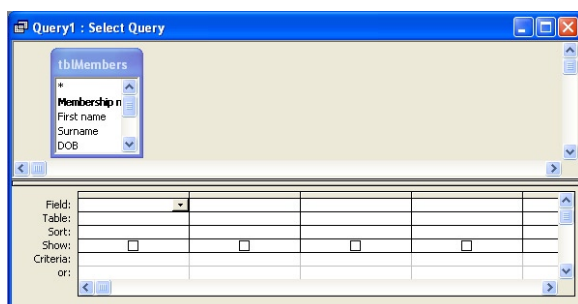 Query1 : Select Query
tblMembers
*
Membership n
First name
Surname
DOB
Field:
Table:
Sort:
Show:
Criteria:
or: